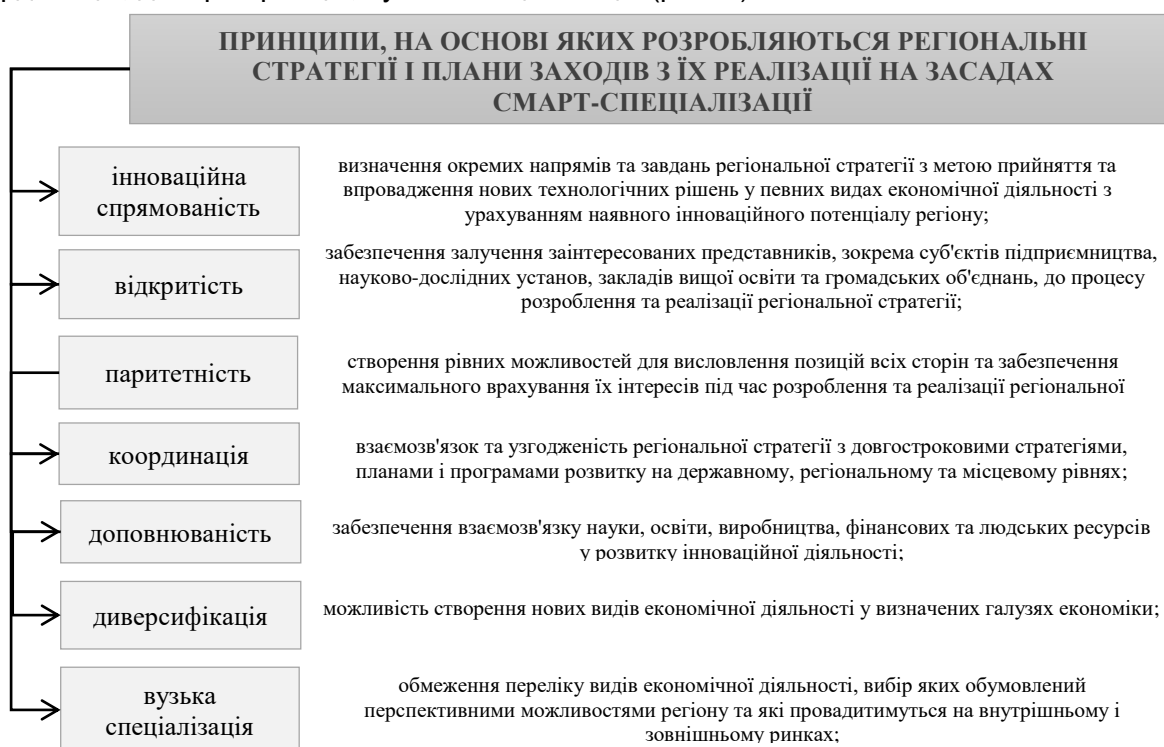 ПРИНЦИПИ, НА ОСНОВІ ЯКИХ РОЗРОБЛЯЮТЬСЯ РЕГІОНАЛЬНІ
СТРАТЕГІЇ І ПЛАНИ ЗАХОДІВ З ЇХ РЕАЛІЗАЦІЇ НА ЗАСАДАХ
СМАРТ-СПЕЦІАЛІЗАЦІЇ
інноваційна
спрямованість
визначення окремих напрямів та завдань регіональної стратегії з метою прийняття та
впровадження нових технологічних рішень у певних видах економічної діяльності з
урахуванням наявного інноваційного потенціалу регіону;
відкритість
забезпечення залучення заінтересованих представників, зокрема суб'єктів підприємництва,
науково-дослідних установ, закладів вищої освіти та громадських об'єднань, до процесу
розроблення та реалізації регіональної стратегії;
паритетність
створення рівних можливостей для висловлення позицій всіх сторін та забезпечення
максимального врахування їх інтересів під час розроблення та реалізації регіональної
координація
взаємозв'язок та узгодженість регіональної стратегії з довгостроковими стратегіями,
планами і програмами розвитку на державному, регіональному та місцевому рівнях;
доповнюваність
забезпечення взаємозв'язку науки, освіти, виробництва, фінансових та людських ресурсів
у розвитку інноваційної діяльності;
диверсифікація
можливість створення нових видів економічної діяльності у визначених галузях економіки;
вузька
спеціалізація
обмеження переліку видів економічної діяльності, вибір яких обумовлений
перспективними можливостями регіону та які провадитимуться на внутрішньому і
зовнішньому ринках;